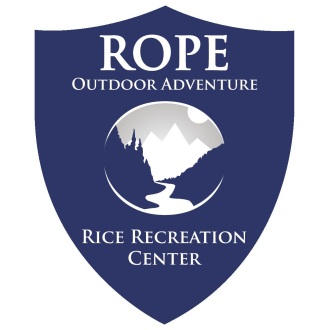 ROPE
OUTDOOR ADVENTURE
RICE RECREATION
CENTER